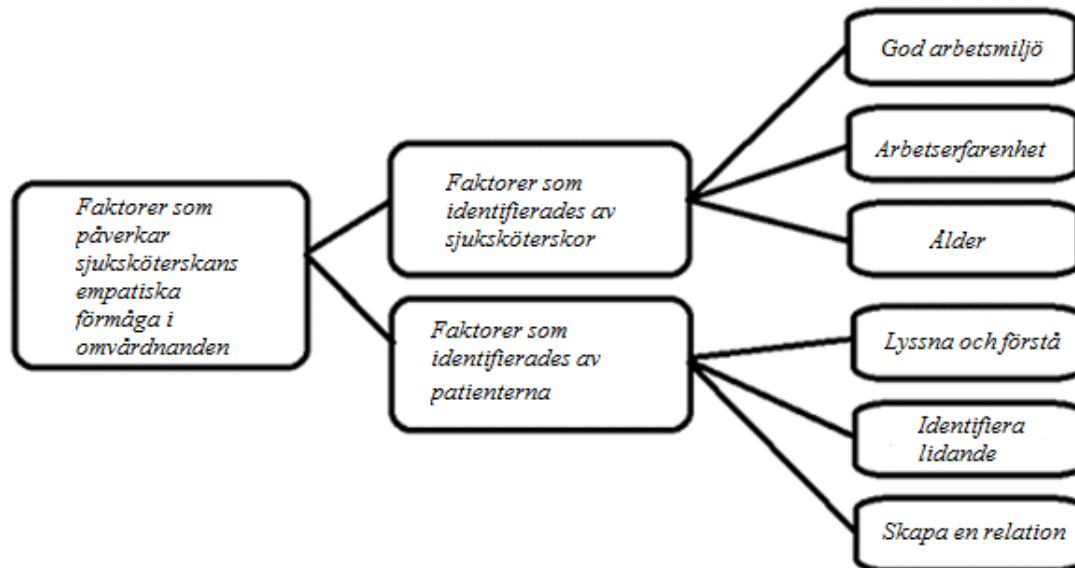 Faktorer som
påverkar
sjuksköterskans
empatiska
förmåga i
omvårdnanden
Faktorer som
identifierades av
sjuksköterskor
God arbetsmiljö
Arbetserfarenhet
Ålder
Faktorer som
identifierades av
patienterna
Lyssna och förstå
Identifiera
lidande
Skapa en relation